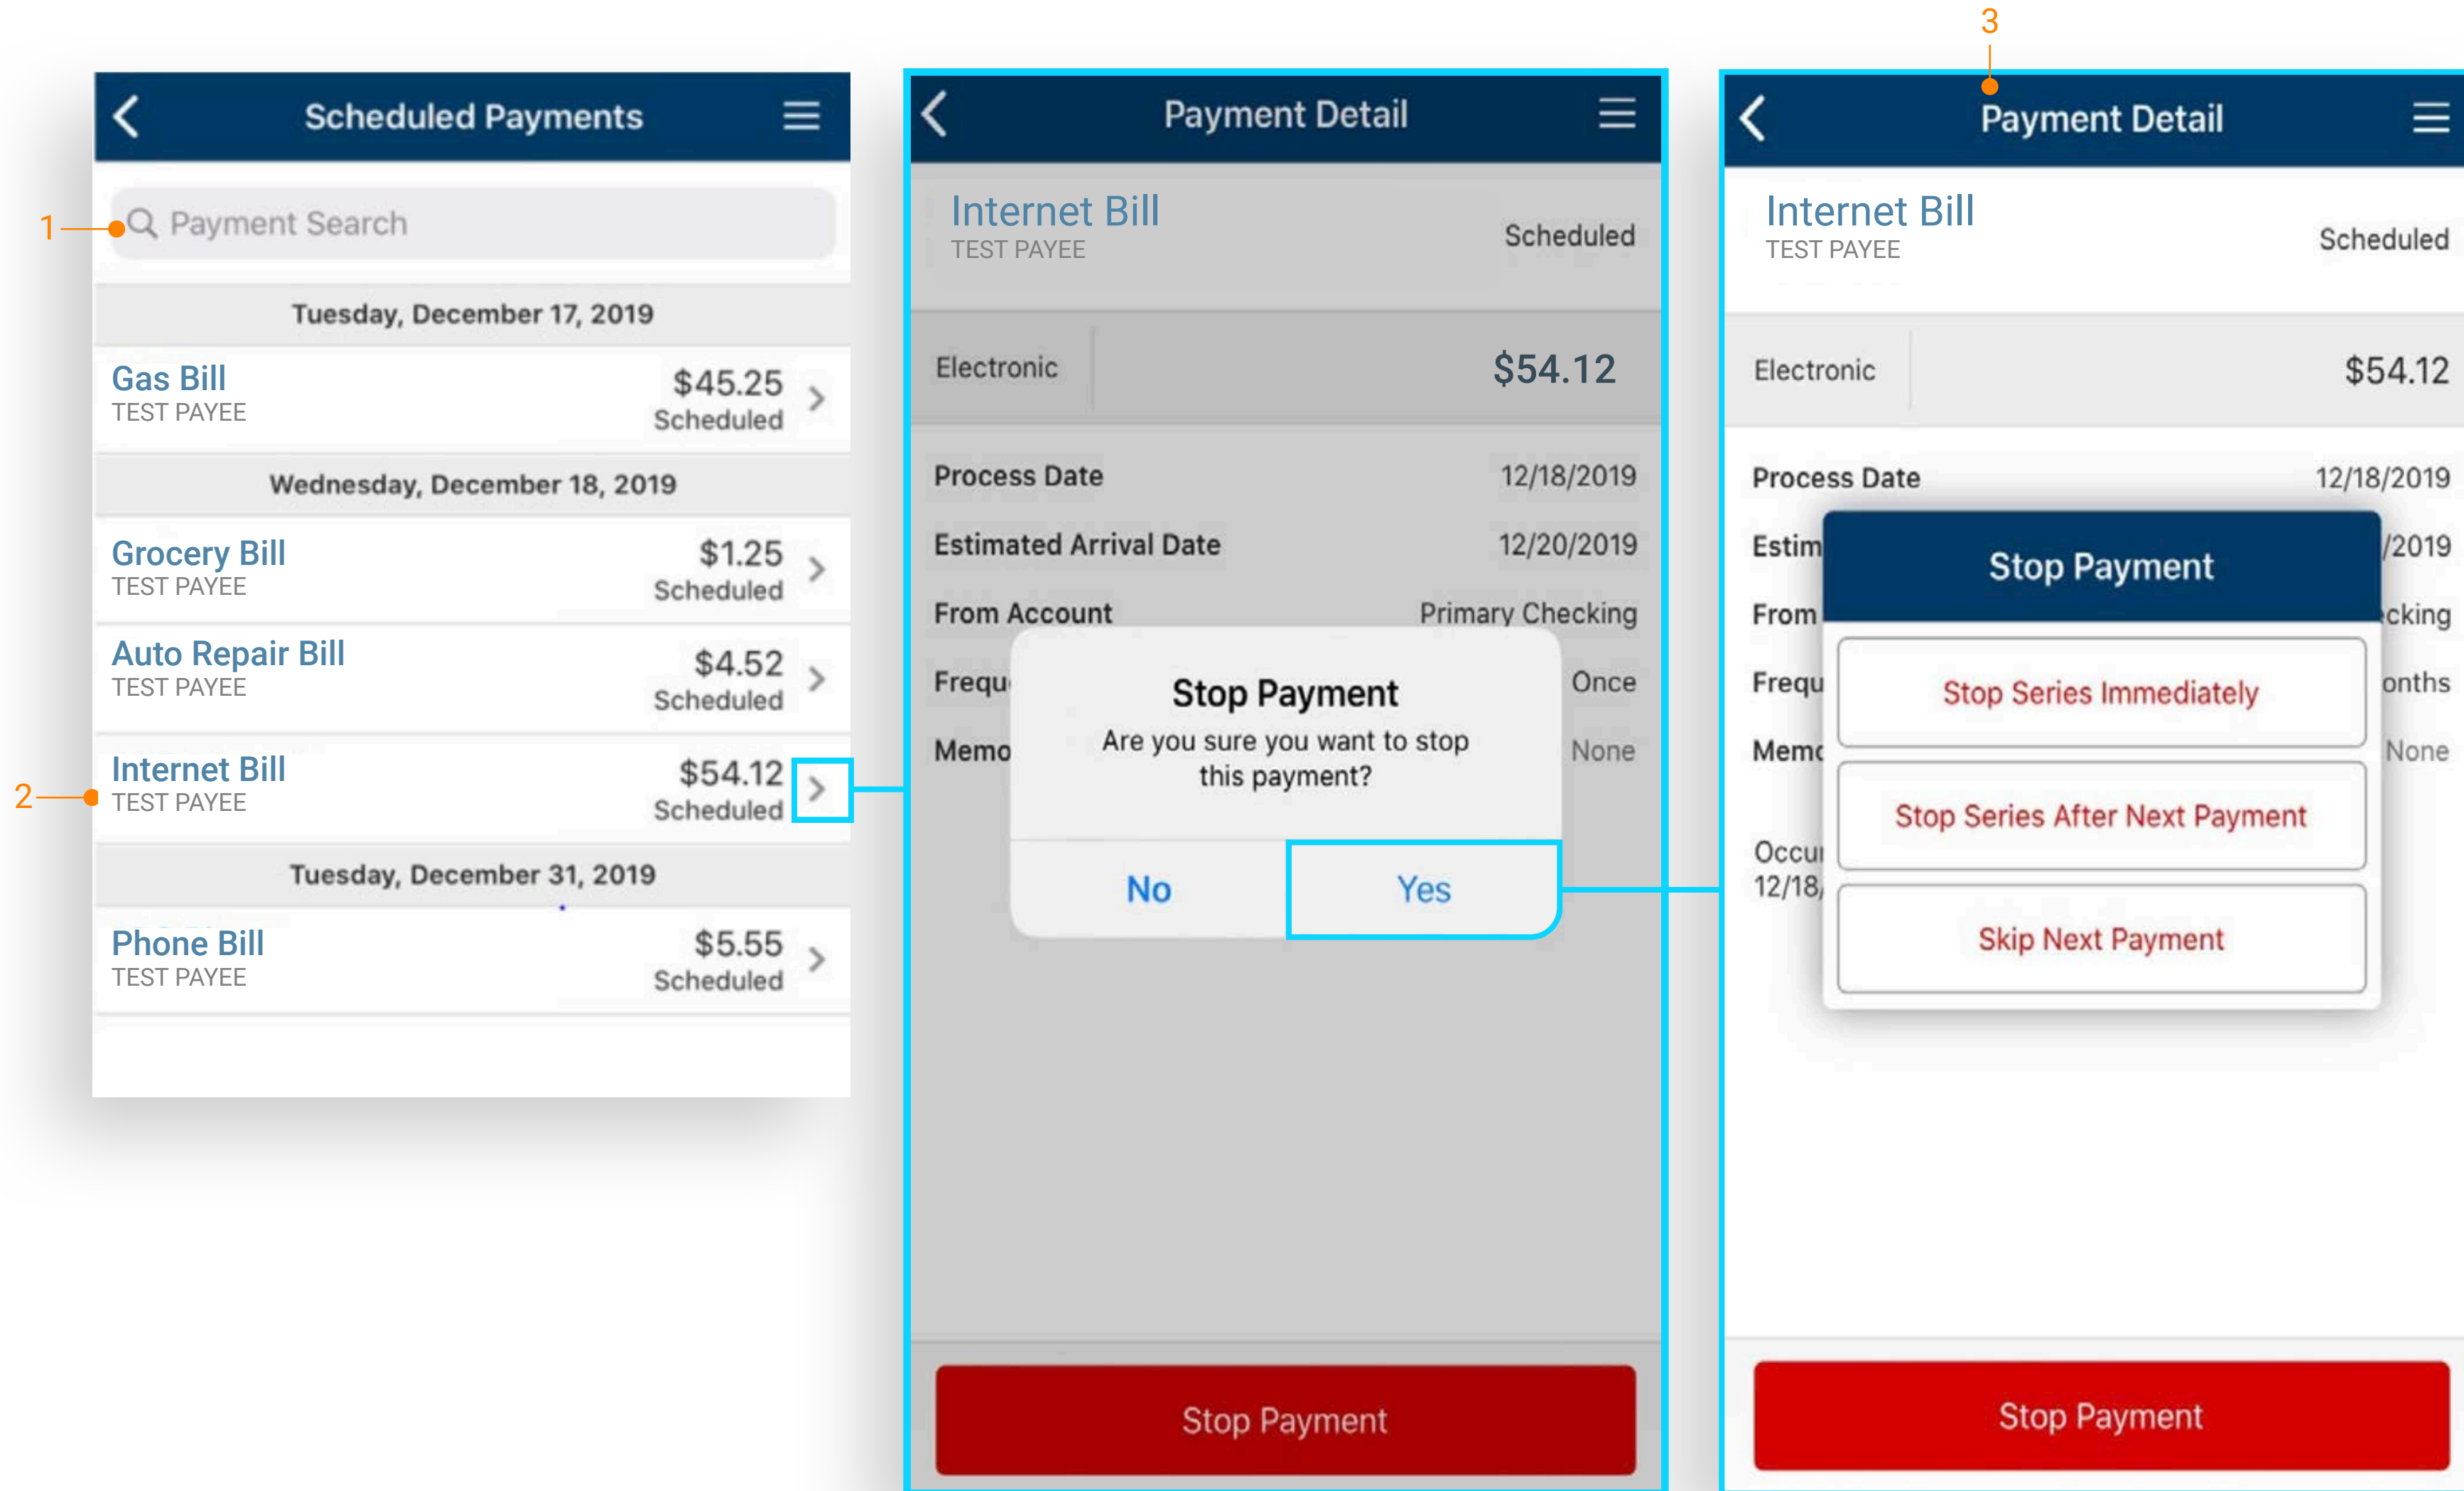 3
Scheduled Payments
1
Payment Search
Tuesday, December 17, 2019
Gas Bill
TEST PAYEE
$45.25
Scheduled
Wednesday, December 18, 2019
Grocery Bill
TEST PAYEE
$1.25
Scheduled
Auto Repair Bill
TEST PAYEE
$4.52
Scheduled
2
Internet Bill
TEST PAYEE
$54.12
Scheduled
Tuesday, December 31, 2019
Phone Bill
TEST PAYEE
$5.55
Scheduled
Payment Detail
Internet Bill
TEST PAYEE
Scheduled
Electronic
$54.12
Process Date 12/18/2019
Estimated Arrival Date 12/20/2019
From Account Primary Checking
Frequ Once
Memo None
Stop Payment
Are you sure you want to stop
this payment?
No Yes
Stop Payment
Payment Detail
Internet Bill
TEST PAYEE
Scheduled
Electronic
$54.12
Process Date 12/18/2019
Estim /2019
From cking
Frequ onths
Mem None
Occu
12/18/
Stop Payment
Stop Series Immediately
Stop Series After Next Payment
Skip Next Payment
Stop Payment